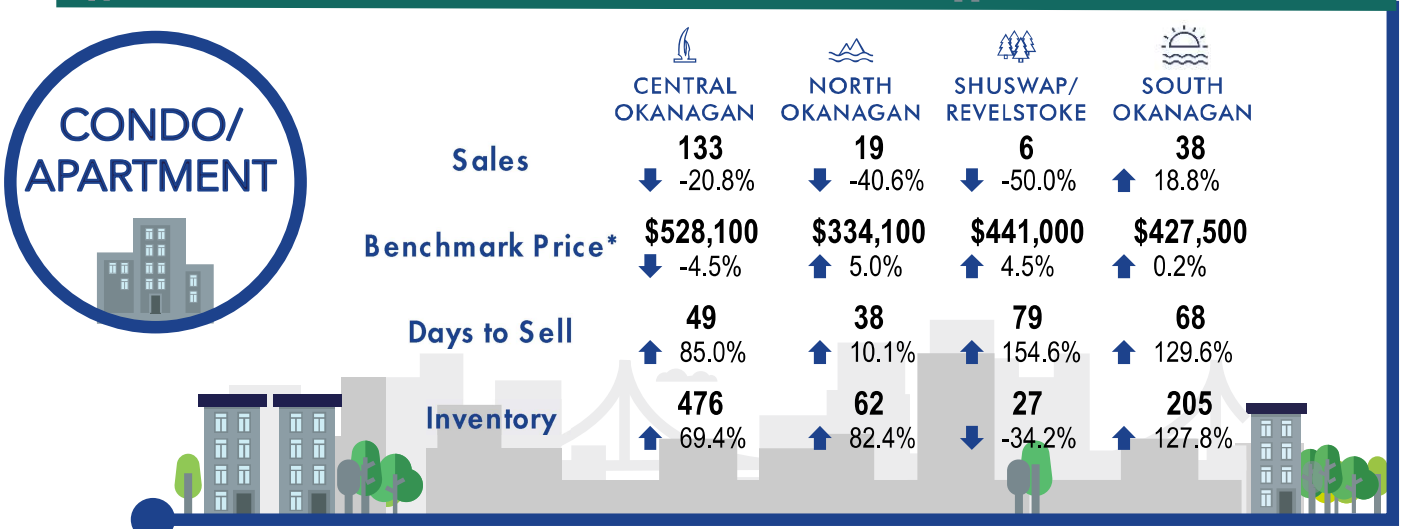 CONDO/
APARTMENT
CENTRAL OKANAGAN NORTH OKANAGAN SHUSWAP/ REVELSTOKE SOUTH OKANAGAN
Sales 133 19 6 38
-20.8% -40.6% -50.0% 18.8%
Benchmark Price* $528,100 $334,100 $441,000 $427,500
-4.5% 5.0% 4.5% 0.2%
Days to Sell 49 38 79 68
85.0% 10.1% 154.6% 129.6%
Inventory 476 62 27 205
69.4% 82.4% -34.2% 127.8%